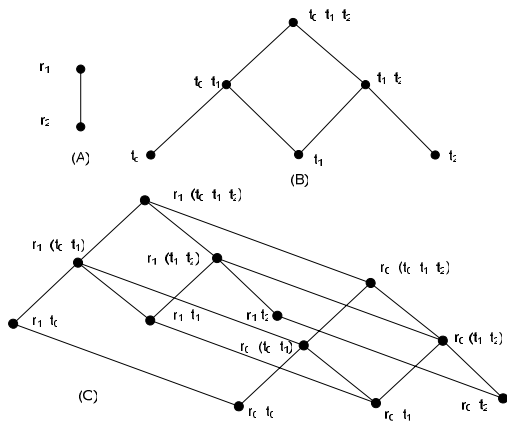 t₀ t₁ t₂
r₁
t₀ t₁
t₁ t₂
r₂
(A)
t₀
t₁
t₂
(B)
r₁ (t₀ t₁ t₂)
r₁ (t₀ t₁)
r₁ (t₁ t₂)
r₀ (t₀ t₁ t₂)
r₁ t₀
r₁ t₁
r₁ t₂
r₀ (t₀ t₁)
r₀ (t₁ t₂)
(C)
r₀ t₀
r₀ t₁
r₀ t₂